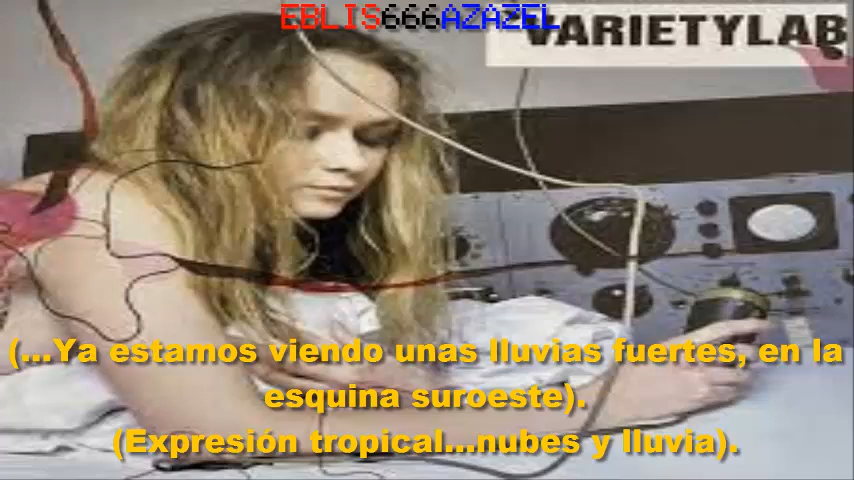 EBLIS666AZAZEL
VARIETYLAB
(...Ya estamos viendo unas lluvias fuertes, en la
esquina suroeste).
(Expresión tropical...nubes y lluvia).